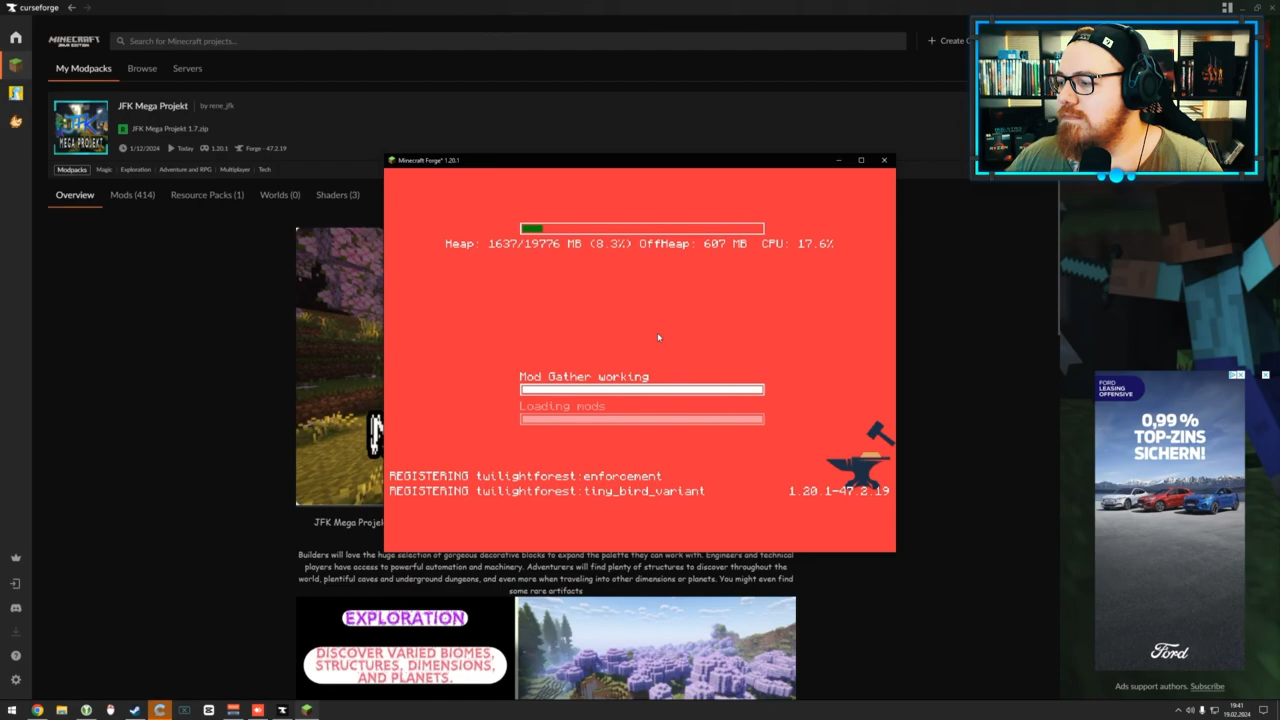 curseforge
MINECRAFT
JAVA EDITION
Search for Minecraft projects...
+ Create
My Modpacks
Browse
Servers
JFK Mega Projekt
by rene_jfk
R
JFK Mega Projekt 1.7.zip
1/12/2024
Today
1.20.1
Forge - 47.2.19
Modpacks
Magic
Exploration
Adventure and RPG
Multiplayer
Tech
Overview
Mods (414)
Resource Packs (1)
Worlds (0)
Shaders (3)
JFK
MEGA PROJEKT
Minecraft Forge* 1.20.1
Heap: 1637/19776 MB (8.3%) OffHeap: 607 MB CPU: 17.6%
Mod Gather working
Loading mods
REGISTERING twilightforest:enforcement
REGISTERING twilightforest:tiny_bird_variant
1.20.1-47.2.19
JFK Mega Projek
Builders will love the huge selection of gorgeous decorative blocks to expand the palette they can work with. Engineers and technical
players have access to powerful automation and machinery. Adventurers will find plenty of structures to discover throughout the
world, plentiful caves and underground dungeons, and even more when traveling into other dimensions or planets. You might even find
some rare artifacts
EXPLORATION
DISCOVER VARIED BIOMES,
STRUCTURES, DIMENSIONS,
AND PLANETS.
FORD
LEASING
OFFENSIVE
0,99 %
TOP-ZINS
SICHERN!
Ford
Ads support authors. Subscribe
19:41
19.02.2024